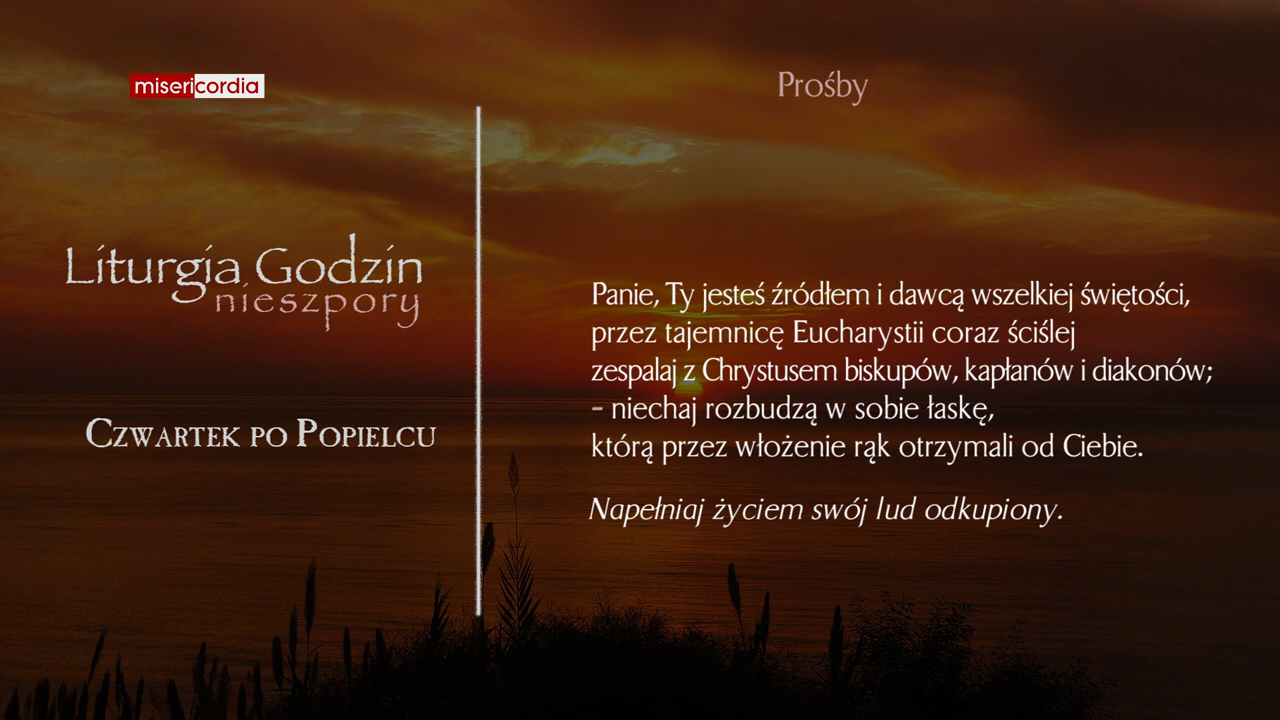 misericordia
Prośby
Liturgia Godzin
nieszpory
Czwartek po Popielcu
Panie, Ty jesteś źródłem i dawcą wszelkiej świętości,
przez tajemnicę Eucharystii coraz ściślej
zespalaj z Chrystusem biskupów, kapłanów i diakonów;
- niechaj rozbudzą w sobie łaskę,
którą przez włożenie rąk otrzymali od Ciebie.
Napełniaj życiem swój lud odkupiony.